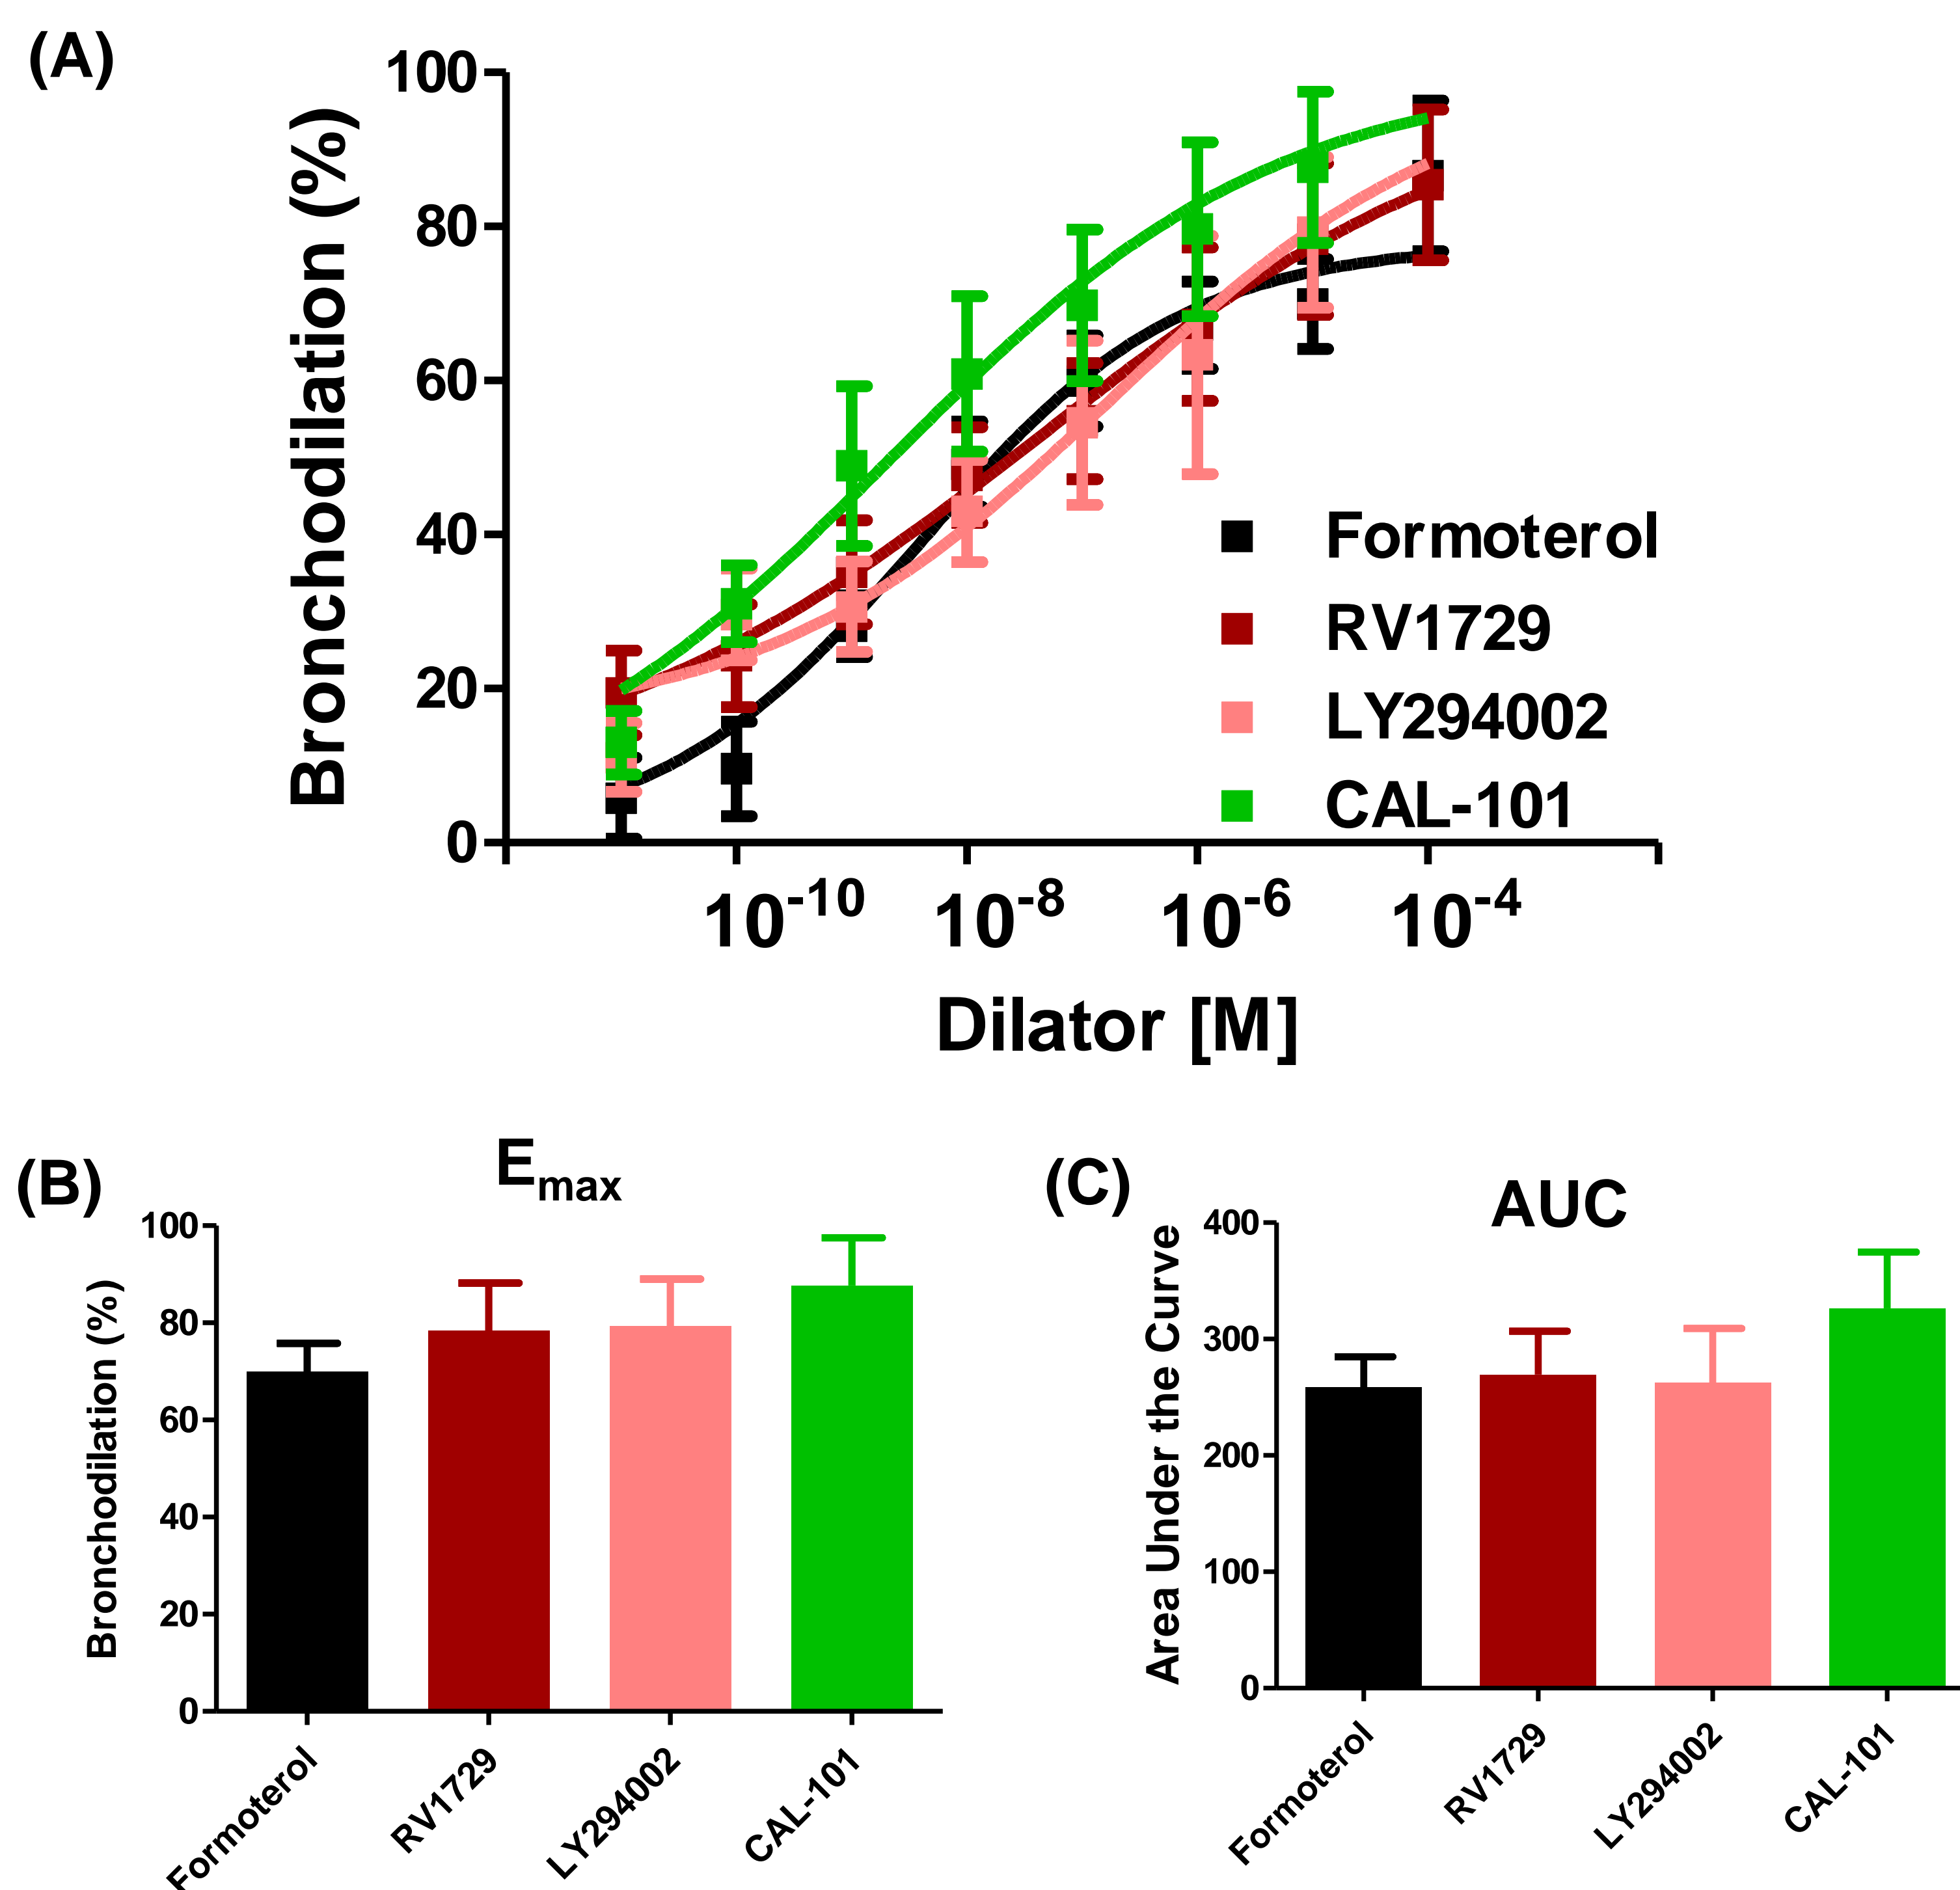 (A)
Bronchodilation (%)
100
80
60
40
20
0
Formoterol
RV1729
LY294002
CAL-101
10-10
10-8
10-6
10-4
Dilator [M]
(B)
Emax
Bronchodilation (%)
100
80
60
40
20
0
Formoterol
RV1729
LY294002
CAL-101
(C)
AUC
Area Under the Curve
400
300
200
100
0
Formoterol
RV1729
LY294002
CAL-101